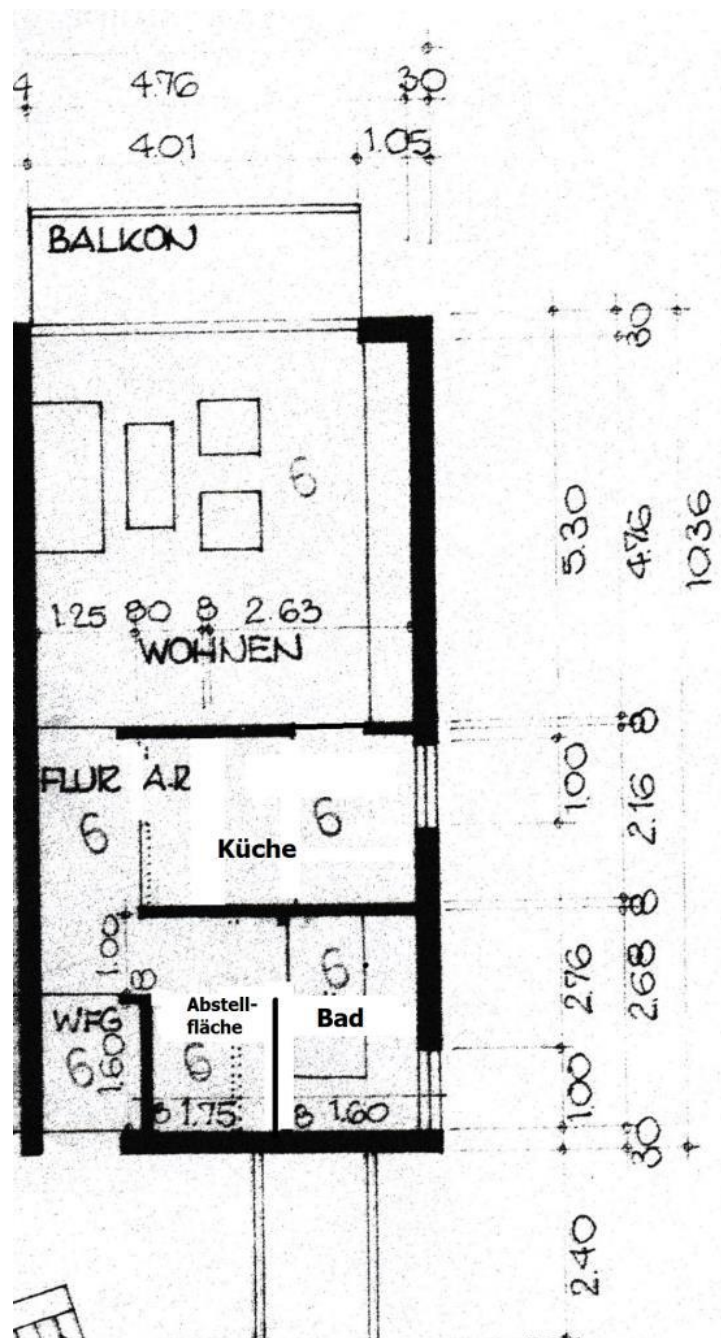 4 4.76 30
4.01 1.05
BALKON
30
6
5.30
4.76
10.36
1.25 80 8 2.63
WOHNEN
8
FLUR A.R
1.00
2.16
6
6
Küche
8
1.00
8
6
2.76
2.68
WFG
Abstell-
fläche
Bad
6
1.60
6
8 1.75 8 1.60
1.00
30
2.40